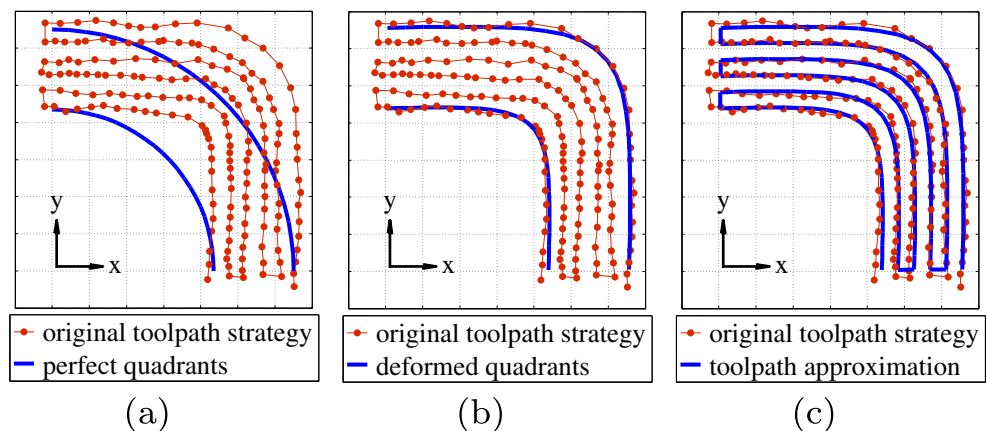 y
x
original toolpath strategy
perfect quadrants
(a)
y
x
original toolpath strategy
deformed quadrants
(b)
y
x
original toolpath strategy
toolpath approximation
(c)